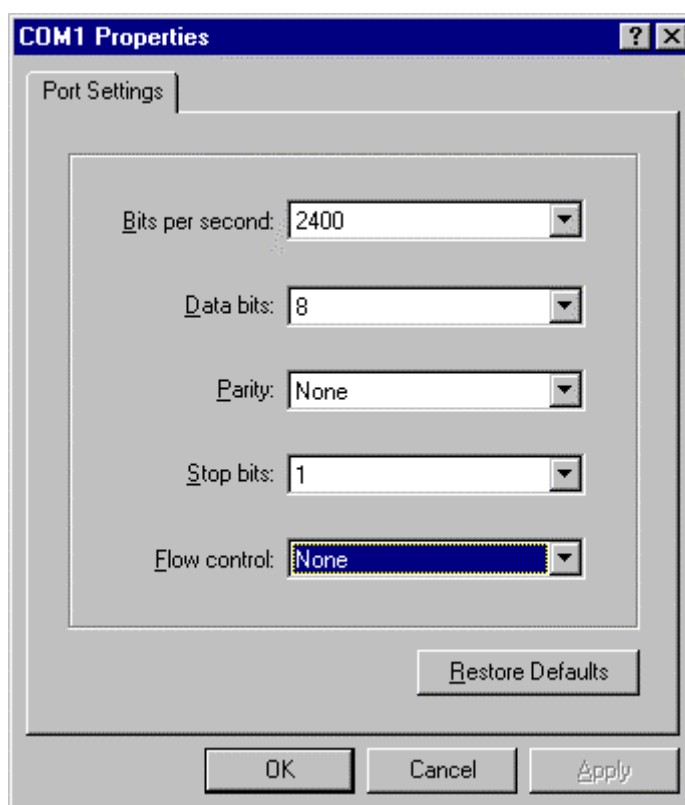 COM1 Properties
Port Settings
Bits per second: 2400
Data bits: 8
Parity: None
Stop bits: 1
Flow control: None
Restore Defaults
OK Cancel Apply